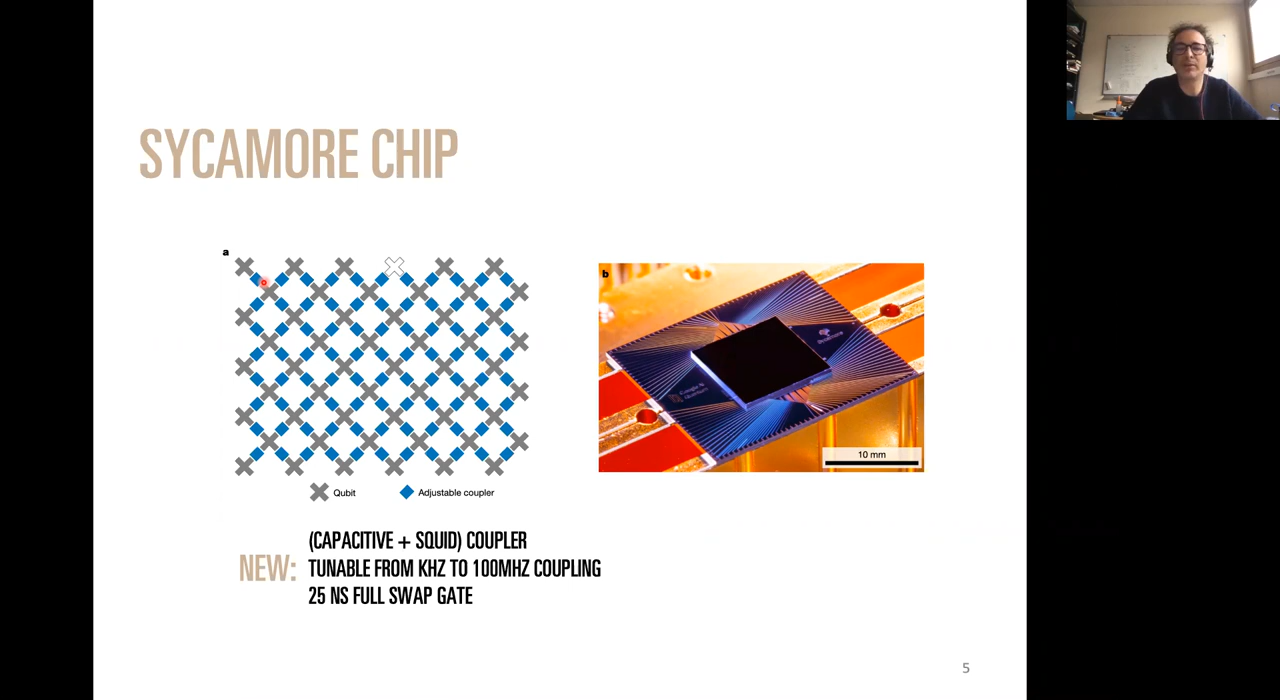 SYCAMORE CHIP
a
b
10 mm
Qubit
Adjustable coupler
NEW:
(CAPACITIVE + SQUID) COUPLER
TUNABLE FROM KHZ TO 100MHZ COUPLING
25 NS FULL SWAP GATE
5